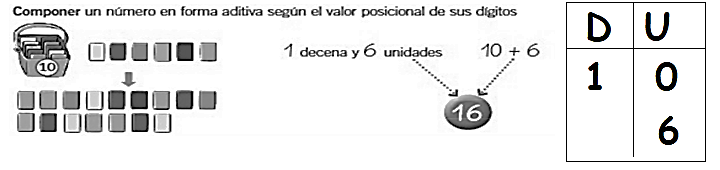 Componer un número en forma aditiva según el valor posicional de sus dígitos
10
1 decena y 6 unidades 10 + 6
16
D U
1 0
6